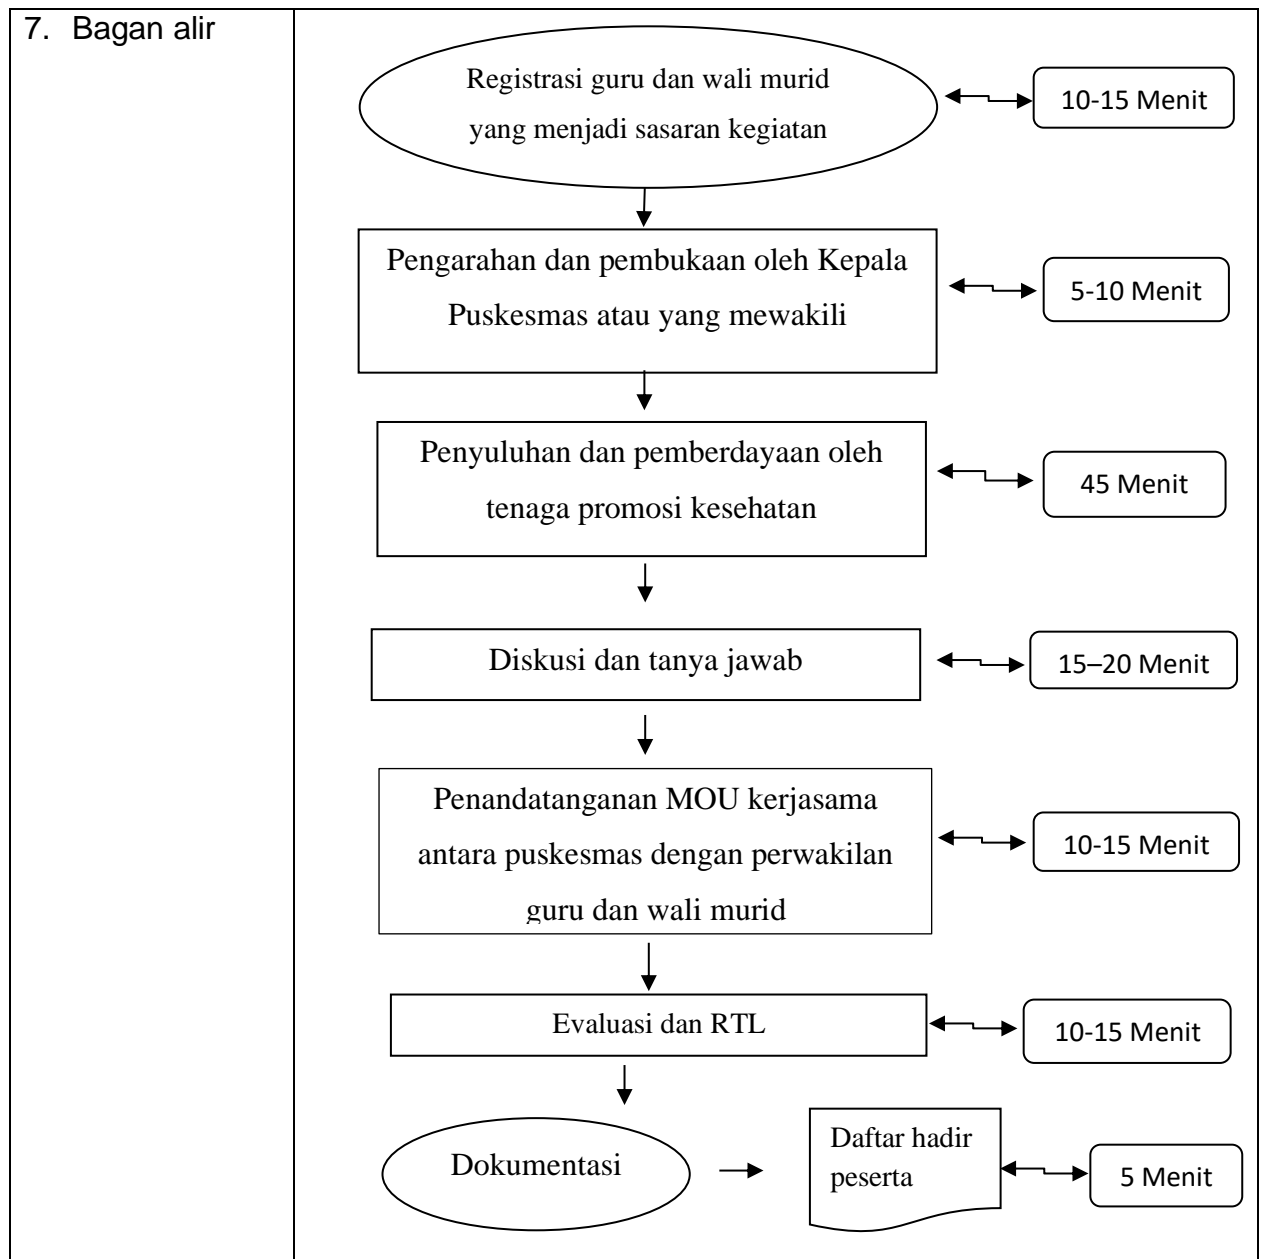 7. Bagan alir
Registrasi guru dan wali murid
yang menjadi sasaran kegiatan
10-15 Menit
Pengarahan dan pembukaan oleh Kepala
Puskesmas atau yang mewakili
5-10 Menit
Penyuluhan dan pemberdayaan oleh
tenaga promosi kesehatan
45 Menit
Diskusi dan tanya jawab
15–20 Menit
Penandatanganan MOU kerjasama
antara puskesmas dengan perwakilan
guru dan wali murid
10-15 Menit
Evaluasi dan RTL
10-15 Menit
Dokumentasi
Daftar hadir
peserta
5 Menit